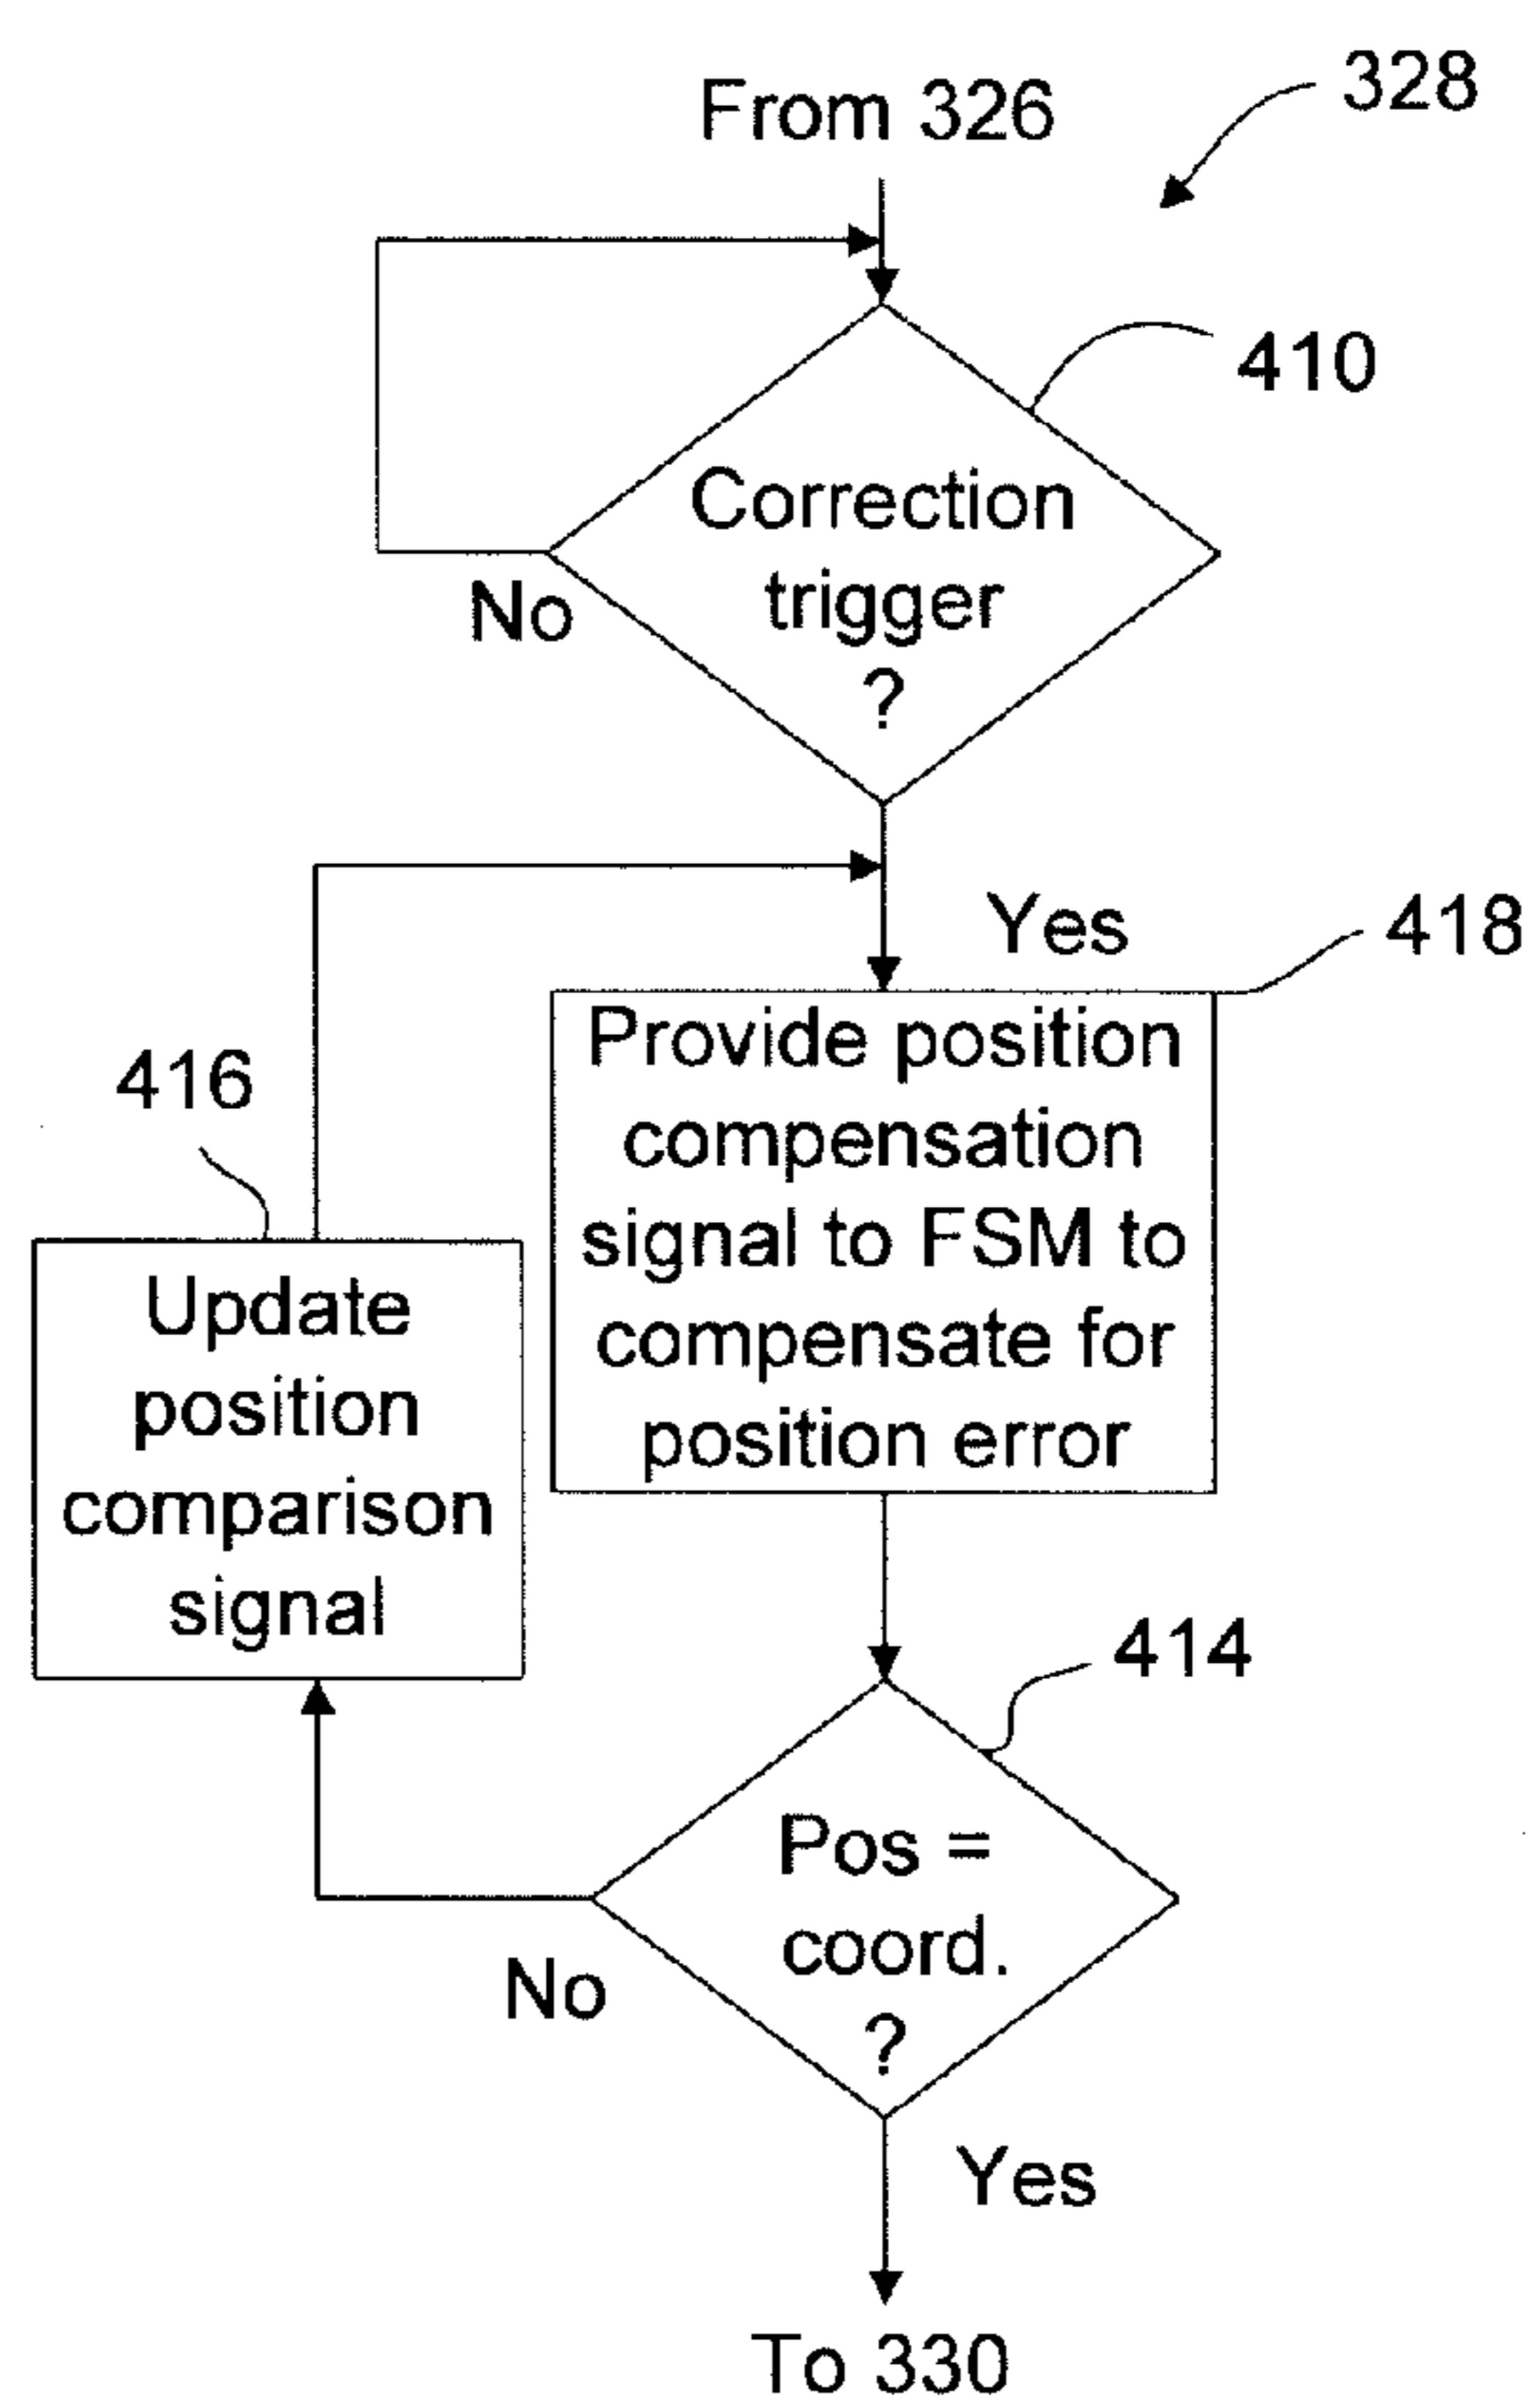 328
From 326
410
Correction
trigger
?
No
Yes
418
Provide position
compensation
signal to FSM to
compensate for
position error
416
Update
position
comparison
signal
414
Pos =
coord.
?
No
Yes
To 330